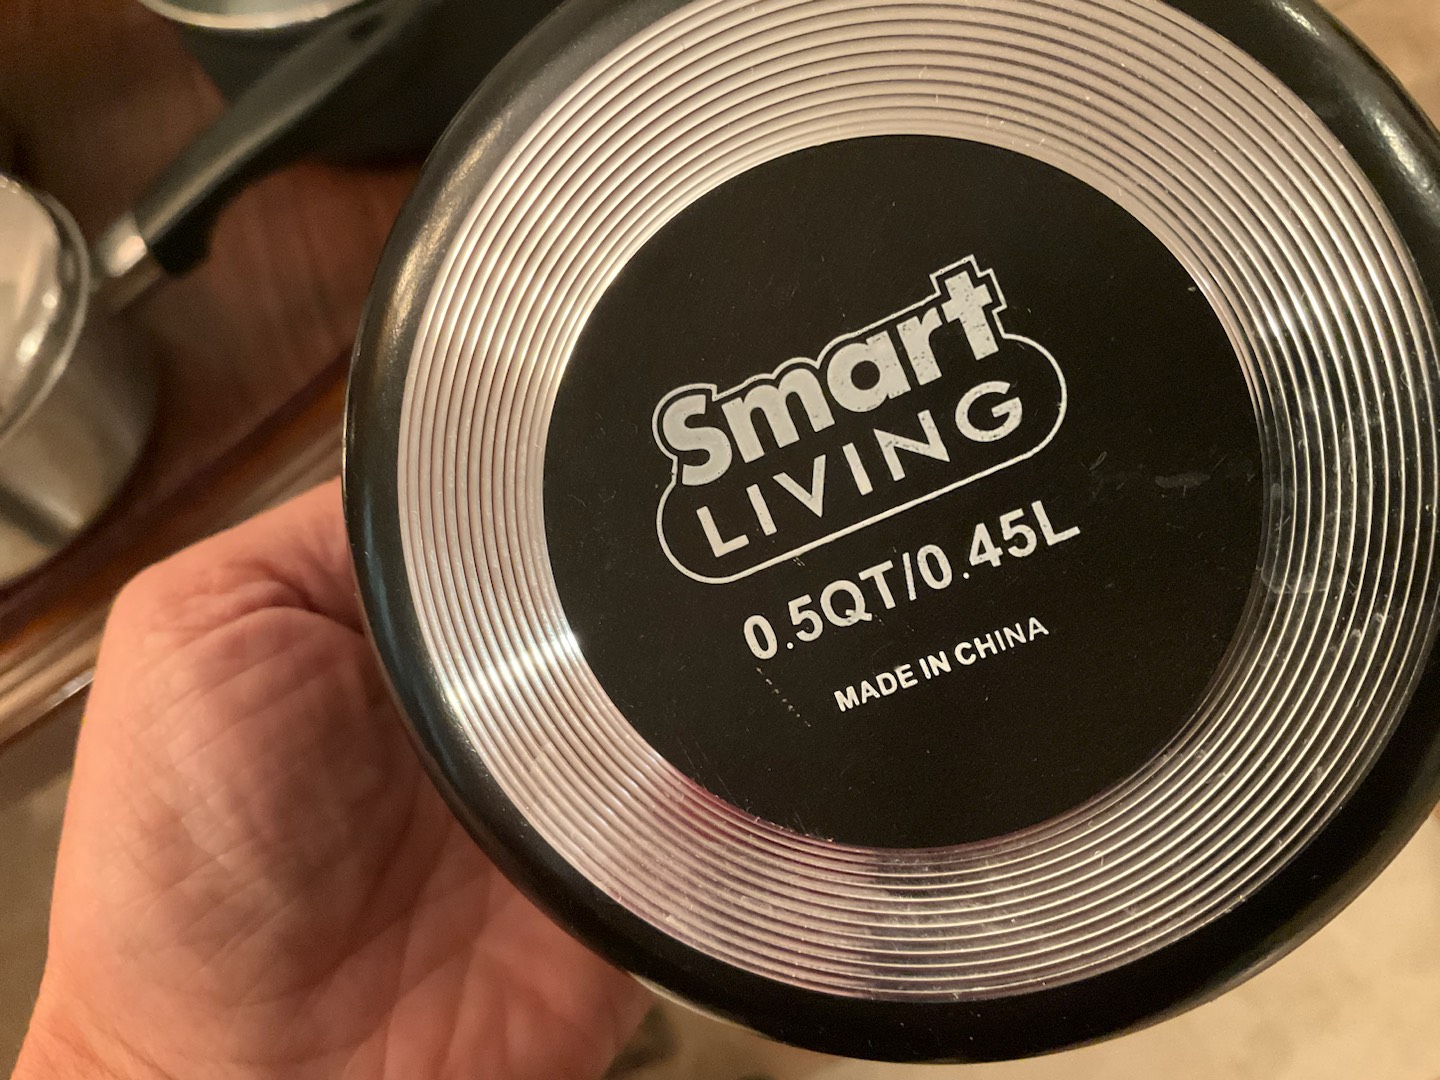 Smart
LIVING
0.5QT/0.45L
MADE IN CHINA